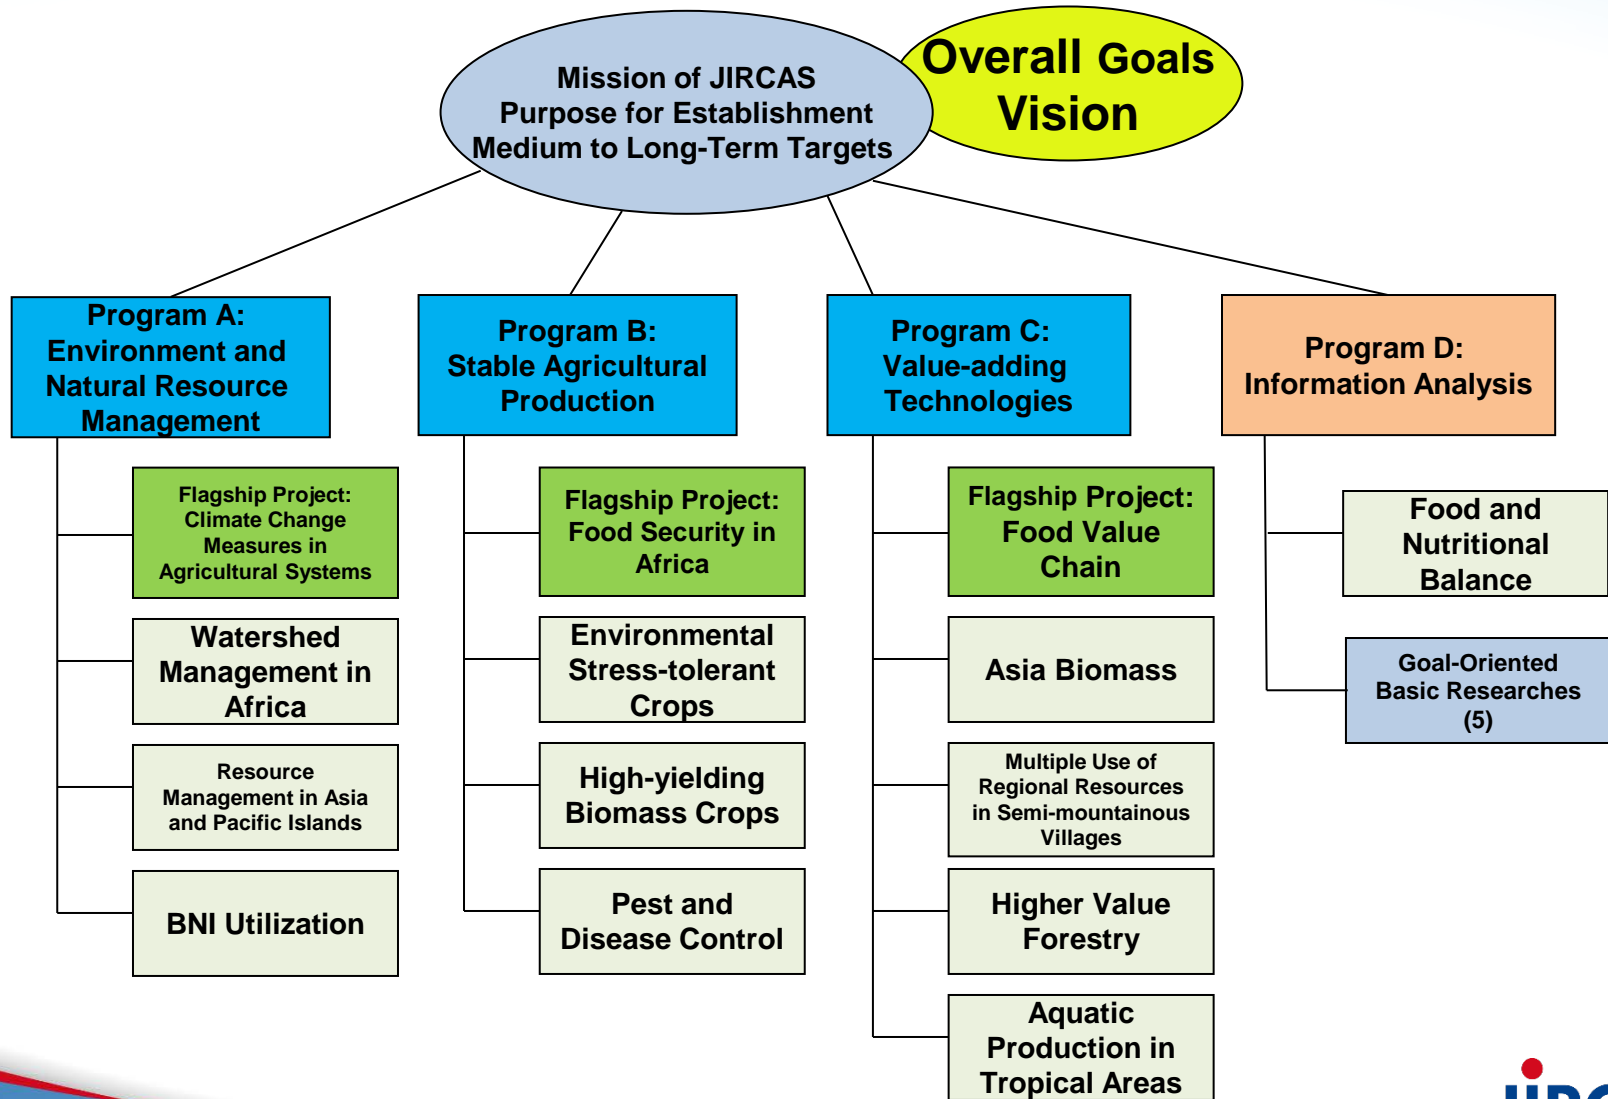 Overall Goals
Vision
Mission of JIRCAS
Purpose for Establishment
Medium to Long-Term Targets
Program A:
Environment and
Natural Resource
Management
Flagship Project:
Climate Change
Measures in
Agricultural Systems
Watershed
Management in
Africa
Resource
Management in Asia
and Pacific Islands
BNI Utilization
Program B:
Stable Agricultural
Production
Flagship Project:
Food Security in
Africa
Environmental
Stress-tolerant
Crops
High-yielding
Biomass Crops
Pest and
Disease Control
Program C:
Value-adding
Technologies
Flagship Project:
Food Value
Chain
Asia Biomass
Multiple Use of
Regional Resources
in Semi-mountainous
Villages
Higher Value
Forestry
Aquatic
Production in
Tropical Areas
Program D:
Information Analysis
Food and
Nutritional
Balance
Goal-Oriented
Basic Researches
(5)